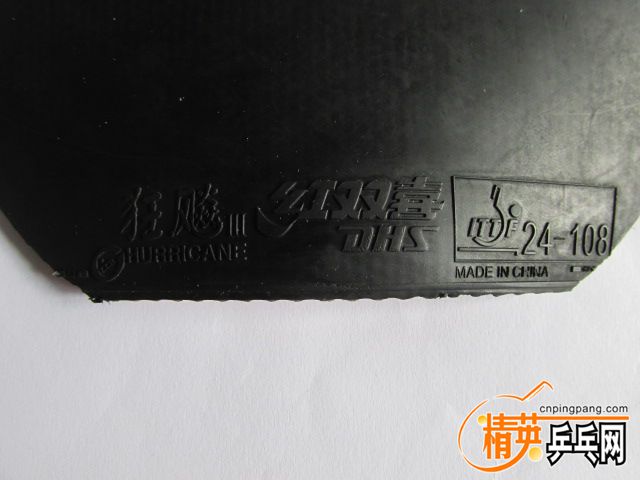 狂飚III
HURRICANE
红双喜
DHS
ITTF 24-108
MADE IN CHINA
cnpingpang.com
精英乒乓网